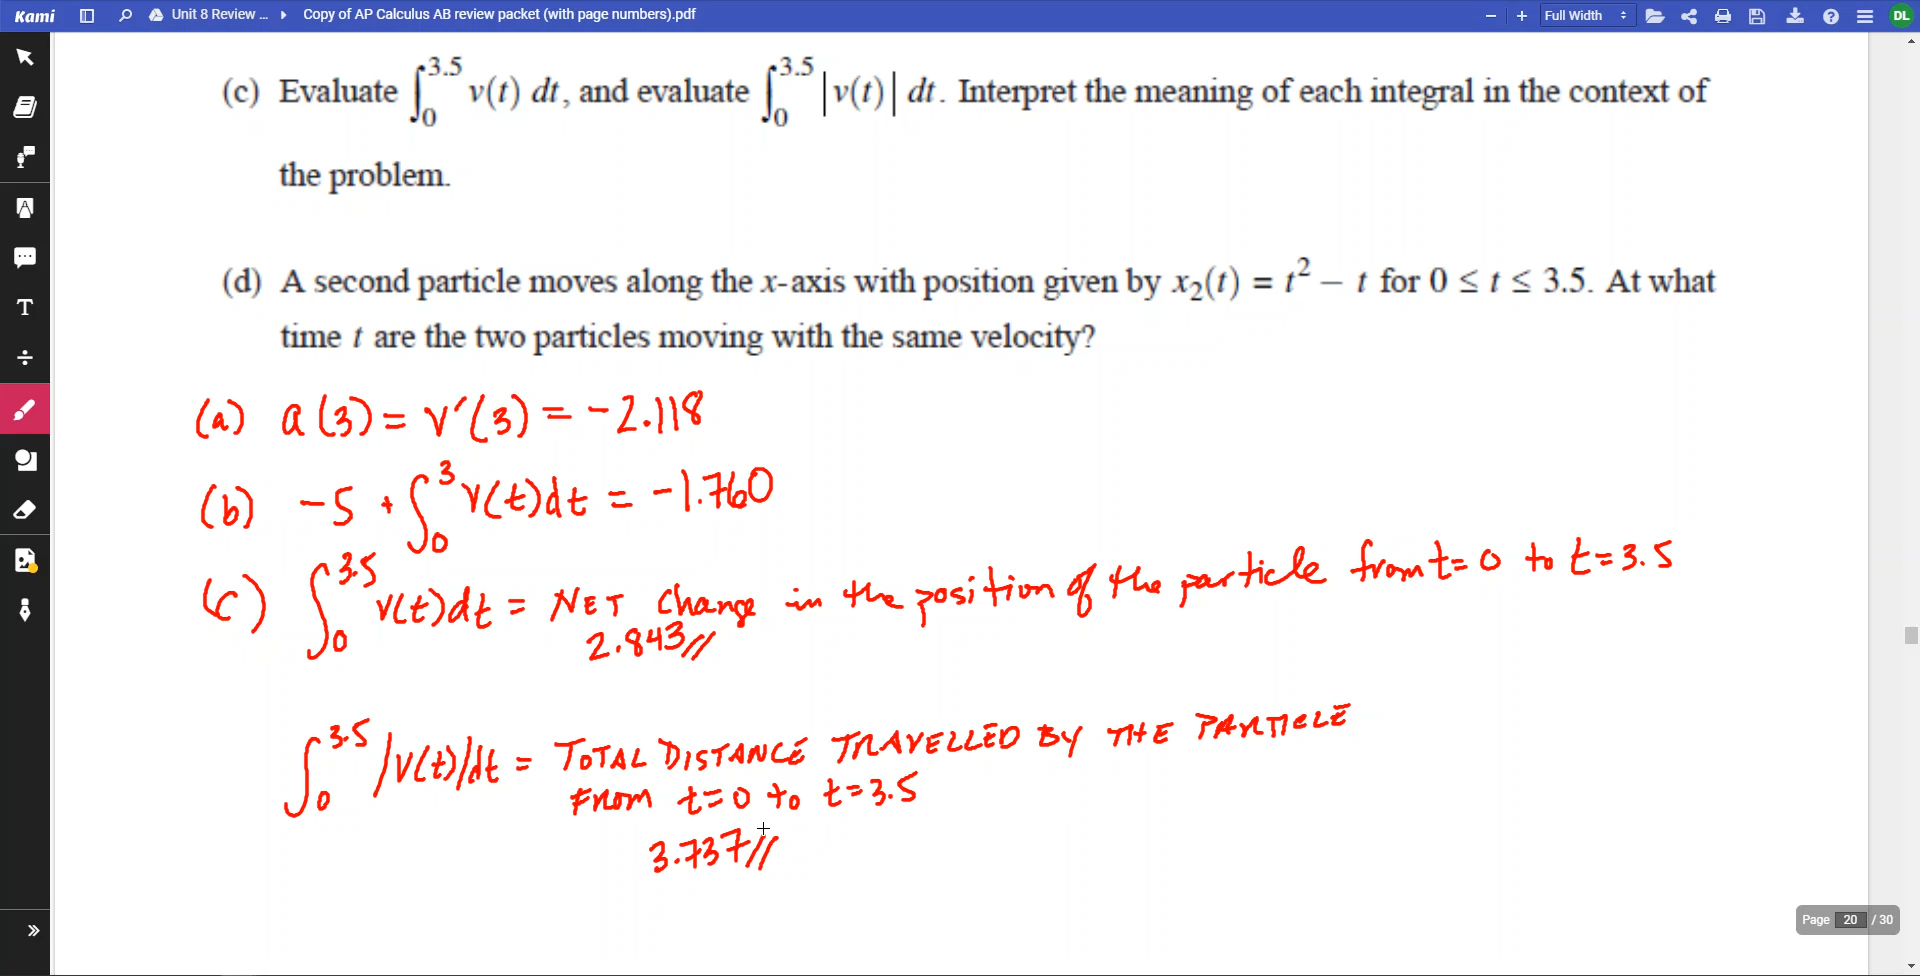 Kami Unit 8 Review ... Copy of AP Calculus AB review packet (with page numbers).pdf Full Width DL
(c) Evaluate ∫₀^3.5 v(t) dt, and evaluate ∫₀^3.5 |v(t)| dt. Interpret the meaning of each integral in the context of
the problem.
(d) A second particle moves along the x-axis with position given by x₂(t) = t² − t for 0 ≤ t ≤ 3.5. At what
time t are the two particles moving with the same velocity?
(a) a(3) = v'(3) = -2.118
(b) -5 + ∫₀^3 v(t)dt = -1.760
(c) ∫₀^3.5 v(t)dt = NET change in the position of the particle from t=0 to t=3.5
2.843//
∫₀^3.5 |v(t)|dt = TOTAL DISTANCE TRAVELLED BY THE PARTICLE
FROM t=0 to t=3.5
3.737//
Page 20 / 30